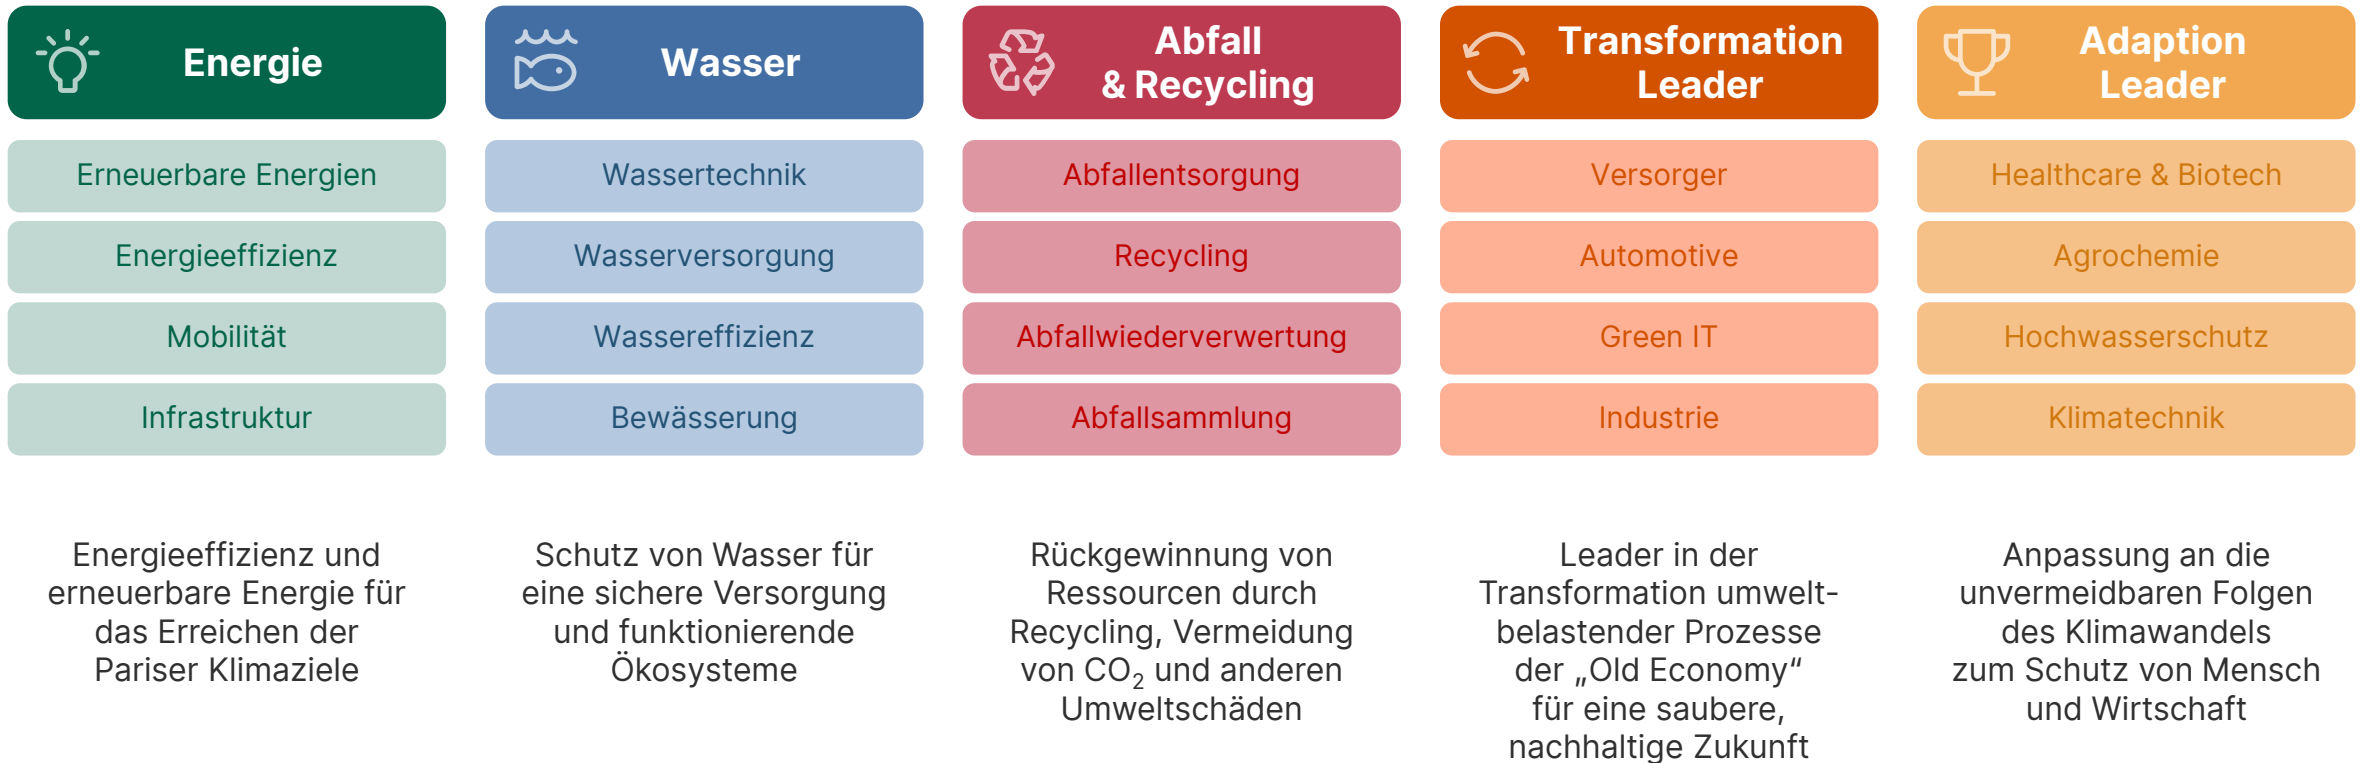 Energie
Erneuerbare Energien
Energieeffizienz
Mobilität
Infrastruktur
Energieeffizienz und
erneuerbare Energie für
das Erreichen der
Pariser Klimaziele
Wasser
Wassertechnik
Wasserversorgung
Wassereffizienz
Bewässerung
Schutz von Wasser für
eine sichere Versorgung
und funktionierende
Ökosysteme
Abfall
& Recycling
Abfallentsorgung
Recycling
Abfallwiederverwertung
Abfallsammlung
Rückgewinnung von
Ressourcen durch
Recycling, Vermeidung
von CO₂ und anderen
Umweltschäden
Transformation
Leader
Versorger
Automotive
Green IT
Industrie
Leader in der
Transformation umwelt-
belastender Prozesse
der „Old Economy“
für eine saubere,
nachhaltige Zukunft
Adaption
Leader
Healthcare & Biotech
Agrochemie
Hochwasserschutz
Klimatechnik
Anpassung an die
unvermeidbaren Folgen
des Klimawandels
zum Schutz von Mensch
und Wirtschaft